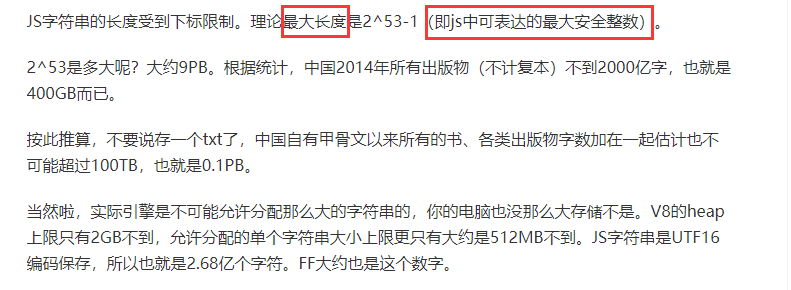 JS字符串的长度受到下标限制。理论最大长度是2^53-1（即js中可表达的最大安全整数）。
2^53是多大呢？大约9PB。根据统计，中国2014年所有出版物（不计复本）不到2000亿字，也就是
400GB而已。
按此推算，不要说存一个txt了，中国自有甲骨文以来所有的书、各类出版物字数加在一起估计也不
可能超过100TB，也就是0.1PB。
当然啦，实际引擎是不可能允许分配那么大的字符串的，你的电脑也没那么大存储不是。V8的heap
上限只有2GB不到，允许分配的单个字符串大小上限更只有大约是512MB不到。JS字符串是UTF16
编码保存，所以也就是2.68亿个字符。FF大约也是这个数字。